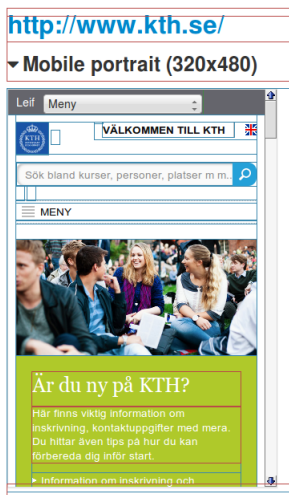 http://www.kth.se/
Mobile portrait (320x480)
Leif Meny
KTH
VÄLKOMMEN TILL KTH
Sök bland kurser, personer, platser m m..
MENY
Är du ny på KTH?
Här finns viktig information om
inskrivning, kontaktuppgifter med mera.
Du hittar även tips på hur du kan
förbereda dig inför start.
Information om inskrivning och